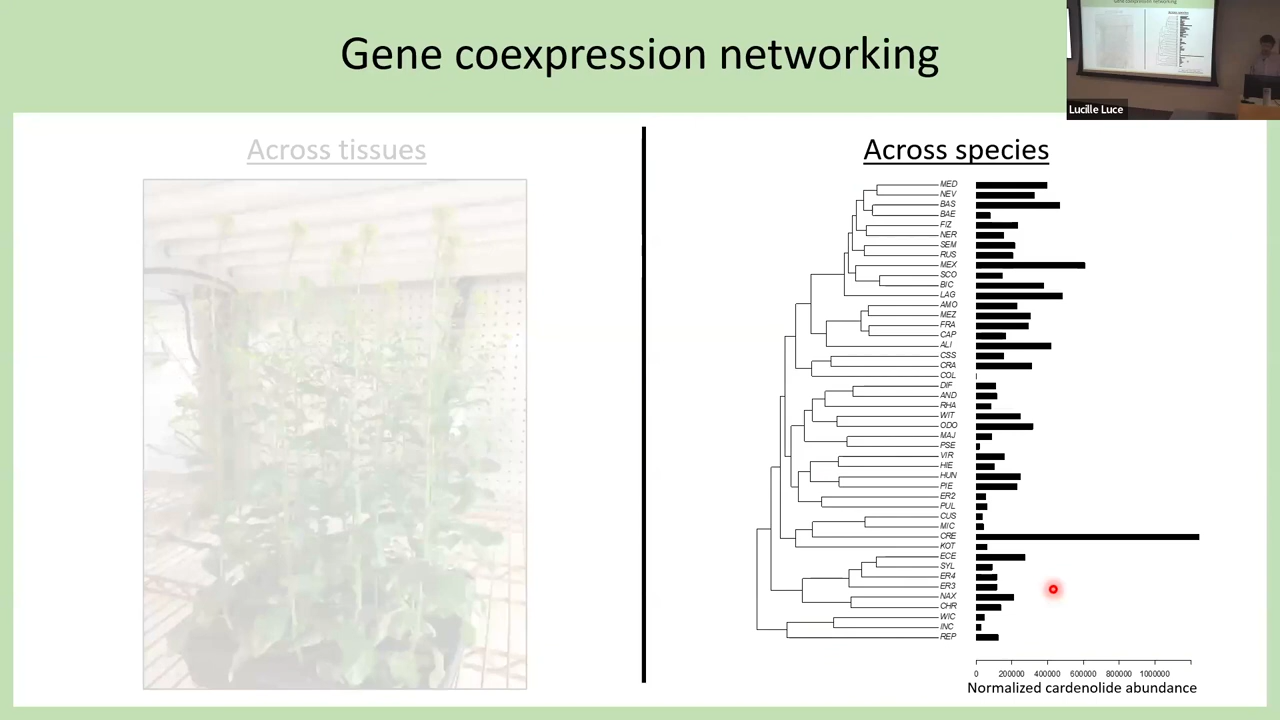 Gene coexpression networking
Lucille Luce
Across tissues
Across species
MED
NEV
BAS
BAE
FIZ
NER
SEM
RUS
MEX
SCO
BIC
LAG
AMO
MEZ
FRA
CAP
ALI
CSS
CRA
COL
DIF
AND
RHA
WIT
ODO
MAJ
PSE
VIR
HIE
HUN
PIE
ER2
PUL
CUS
MIC
CRE
KOT
ECE
SYL
ER4
ER3
NAX
CHR
WIC
INC
REP
0 200000 400000 600000 800000 1000000
Normalized cardenolide abundance